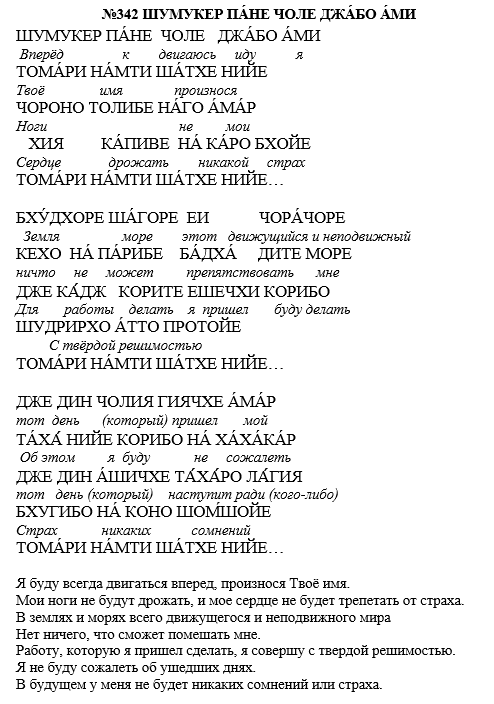 №342 ШУМУКЕР ПА́НЕ ЧОЛЕ ДЖА́БО А́МИ
ШУМУКЕР ПА́НЕ ЧОЛЕ ДЖА́БО А́МИ
Вперёд к двигаюсь иду я
ТОМА́РИ НА́МТИ ША́ТХЕ НИЙЕ
Твоё имя произнося
ЧОРОНО ТОЛИБЕ НА́ГО А́МА́Р
Ноги не мои
ХИЯ КА́ПИВЕ НА́ КА́РО БХОЙЕ
Сердце дрожать никакой страх
ТОМА́РИ НА́МТИ ША́ТХЕ НИЙЕ…
БХУ́ДХОРЕ ША́ГОРЕ ЕИ ЧОРА́ЧОРЕ
Земля море этот движущийся и неподвижный
КЕХО НА́ ПА́РИБЕ БА́ДХА́ ДИТЕ МОРЕ
ничто не может препятствовать мне
ДЖЕ КА́ДЖ КОРИТЕ ЕШЕЧХИ КОРИБО
Для работы делать я пришел буду делать
ШУДРИРХО А́ТТО ПРОТОЙЕ
С твёрдой решимостью
ТОМА́РИ НА́МТИ ША́ТХЕ НИЙЕ…
ДЖЕ ДИН ЧОЛИЯ ГИЯЧХЕ А́МА́Р
тот день (который) пришел мой
ТА́ХА́ НИЙЕ КОРИБО НА́ ХА́ХА́КА́Р
Об этом я буду не сожалеть
ДЖЕ ДИН А́ШИЧХЕ ТА́ХА́РО ЛА́ГИЯ
тот день (который) наступит ради (кого-либо)
БХУГИБО НА́ КОНО ШОМ́ШОЙЕ
Страх никаких сомнений
ТОМА́РИ НА́МТИ ША́ТХЕ НИЙЕ…
Я буду всегда двигаться вперед, произнося Твоё имя.
Мои ноги не будут дрожать, и мое сердце не будет трепетать от страха.
В землях и морях всего движущегося и неподвижного мира
Нет ничего, что сможет помешать мне.
Работу, которую я пришел сделать, я совершу с твердой решимостью.
Я не буду сожалеть об ушедших днях.
В будущем у меня не будет никаких сомнений или страха.